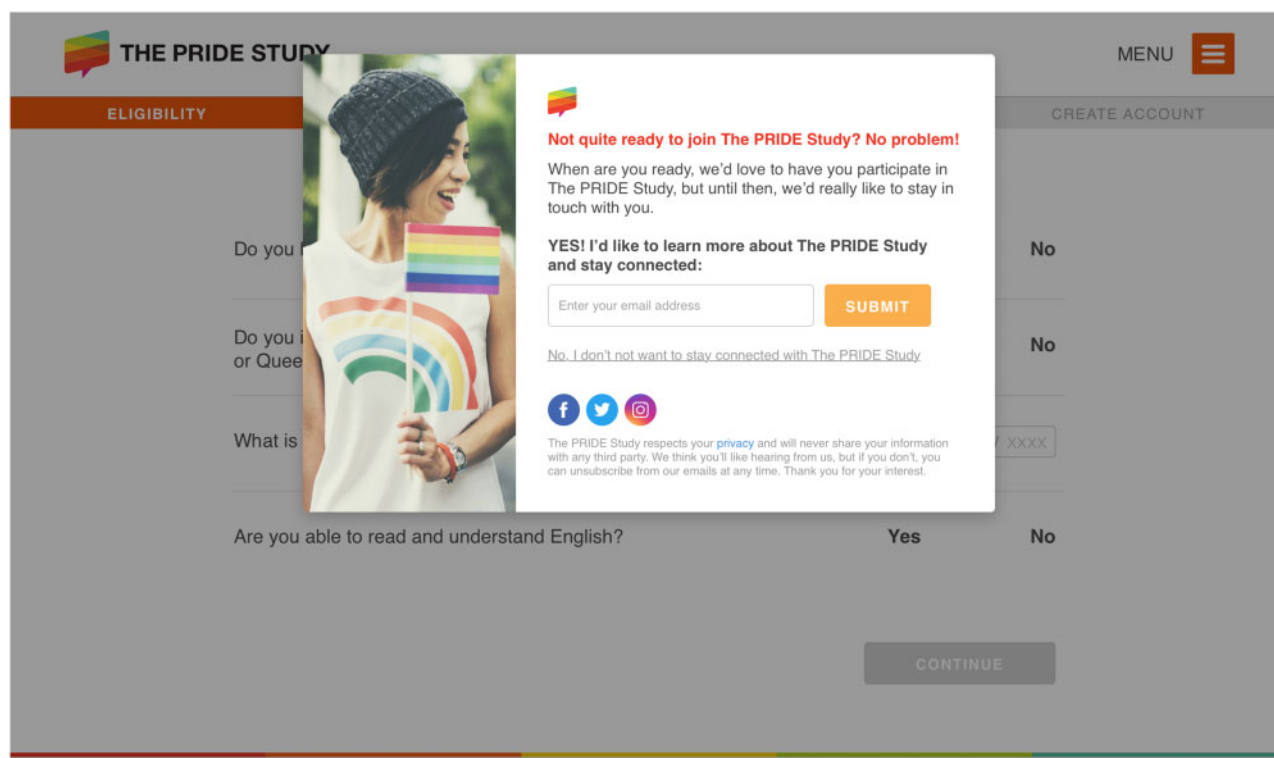 THE PRIDE STUDY
MENU
ELIGIBILITY
CREATE ACCOUNT
Not quite ready to join The PRIDE Study? No problem!
When are you ready, we'd love to have you participate in
The PRIDE Study, but until then, we'd really like to stay in
touch with you.
YES! I'd like to learn more about The PRIDE Study
and stay connected:
Enter your email address
SUBMIT
No, I don't not want to stay connected with The PRIDE Study
The PRIDE Study respects your privacy and will never share your information
with any third party. We think you'll like hearing from us, but if you don't, you
can unsubscribe from our emails at any time. Thank you for your interest.
Do you
No
Do you
or Quee
No
What is
/ XXXX
Are you able to read and understand English?
Yes
No
CONTINUE